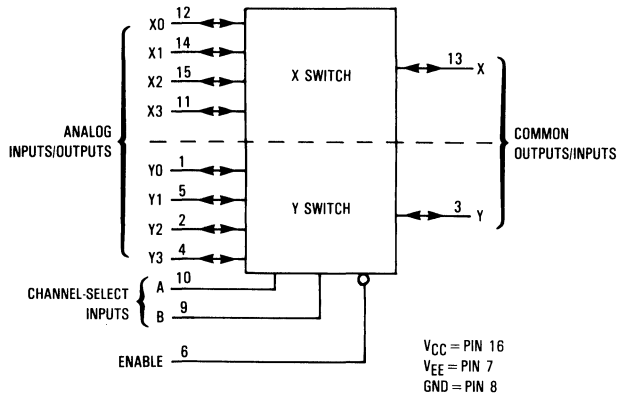 X0 12
X1 14
X2 15
X3 11
X SWITCH
13 X
ANALOG
INPUTS/OUTPUTS
COMMON
OUTPUTS/INPUTS
Y0 1
Y1 5
Y2 2
Y3 4
Y SWITCH
3 Y
CHANNEL-SELECT
INPUTS
A 10
B 9
ENABLE 6
VCC = PIN 16
VEE = PIN 7
GND = PIN 8